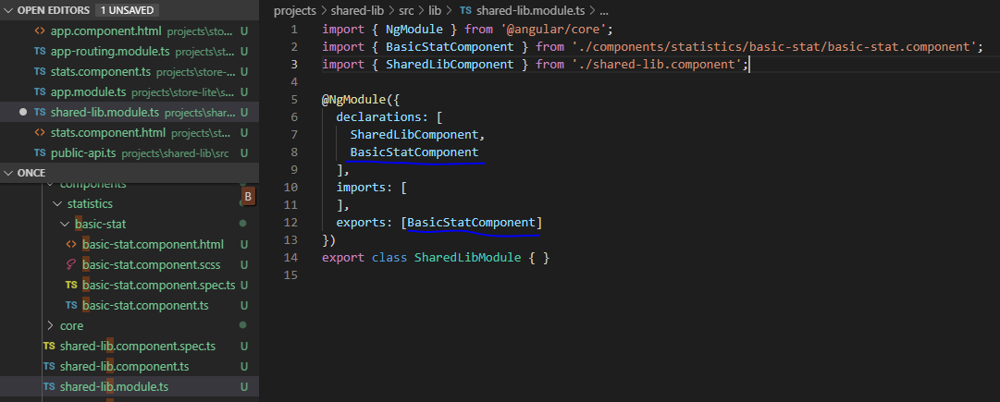 OPEN EDITORS 1 UNSAVED
<> app.component.html projects\sto... U
TS app-routing.module.ts projects\st... U
TS stats.component.ts projects\store-... U
TS app.module.ts projects\store-lite\s... U
TS shared-lib.module.ts projects\shar... U
<> stats.component.html projects\st... U
TS public-api.ts projects\shared-lib\src U
ONCE
components
B
statistics
basic-stat
<> basic-stat.component.html U
basic-stat.component.scss U
TS basic-stat.component.spec.ts U
TS basic-stat.component.ts U
core
TS shared-lib.component.spec.ts U
TS shared-lib.component.ts U
TS shared-lib.module.ts U
projects > shared-lib > src > lib > TS shared-lib.module.ts > ...
1 import { NgModule } from '@angular/core';
2 import { BasicStatComponent } from './components/statistics/basic-stat/basic-stat.component';
3 import { SharedLibComponent } from './shared-lib.component';
4
5 @NgModule({
6 declarations: [
7 SharedLibComponent,
8 BasicStatComponent
9 ],
10 imports: [
11 ],
12 exports: [BasicStatComponent]
13 })
14 export class SharedLibModule { }
15